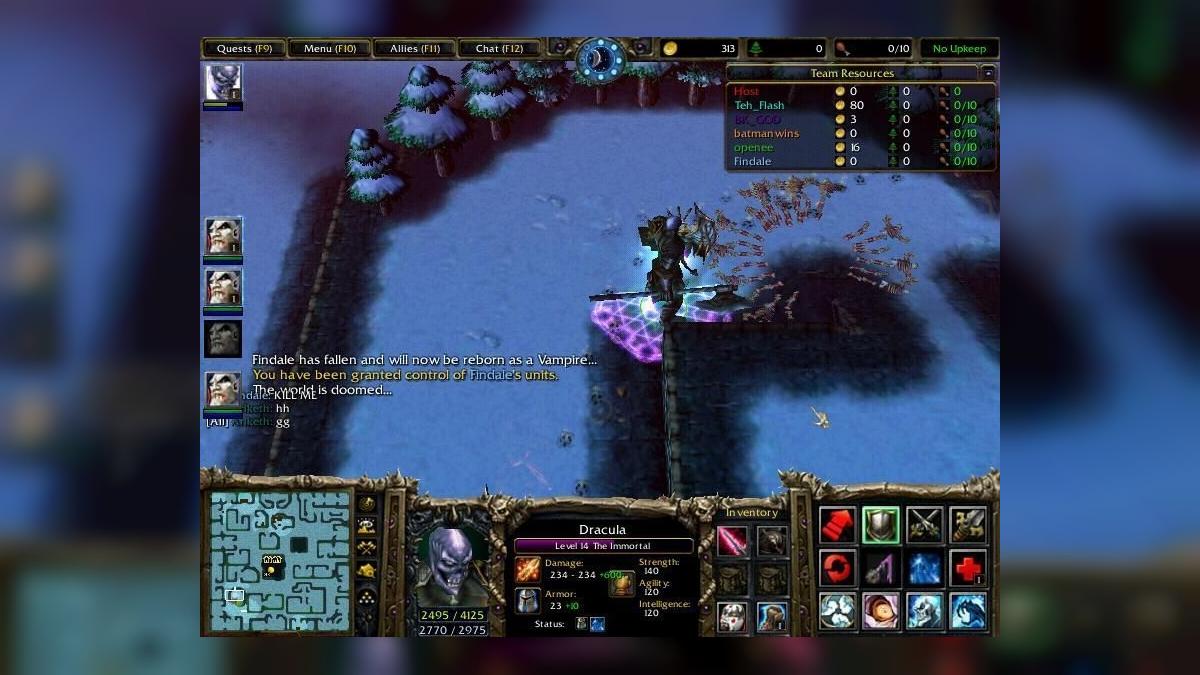 Quests (F9) Menu (F10) Allies (F11) Chat (F12) 313 0 0/10 No Upkeep
Team Resources
Host 0 0 0
Teh_Flash 80 0 0/10
BK_GOD 3 0 0/10
batmanwins 0 0 0/10
openee 16 0 0/10
Findale 0 0 0/10
Findale has fallen and will now be reborn as a Vampire...
You have been granted control of Findale's units.
The world is doomed...
KILL ME
hh
[All] gg
Inventory
Dracula
Level 14 The Immortal
Damage:
234 - 234 +600
Armor:
23 +10
Status:
Strength:
140
Agility:
120
Intelligence:
120
2495 / 4125
2770 / 2975